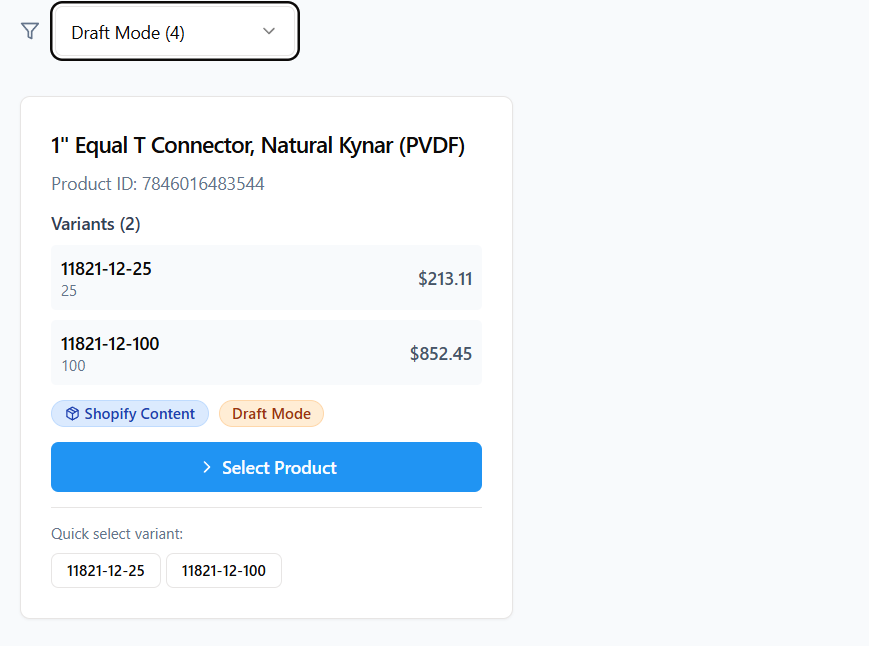 Draft Mode (4)
1" Equal T Connector, Natural Kynar (PVDF)
Product ID: 7846016483544
Variants (2)
11821-12-25
25
$213.11
11821-12-100
100
$852.45
Shopify Content
Draft Mode
Select Product
Quick select variant:
11821-12-25
11821-12-100